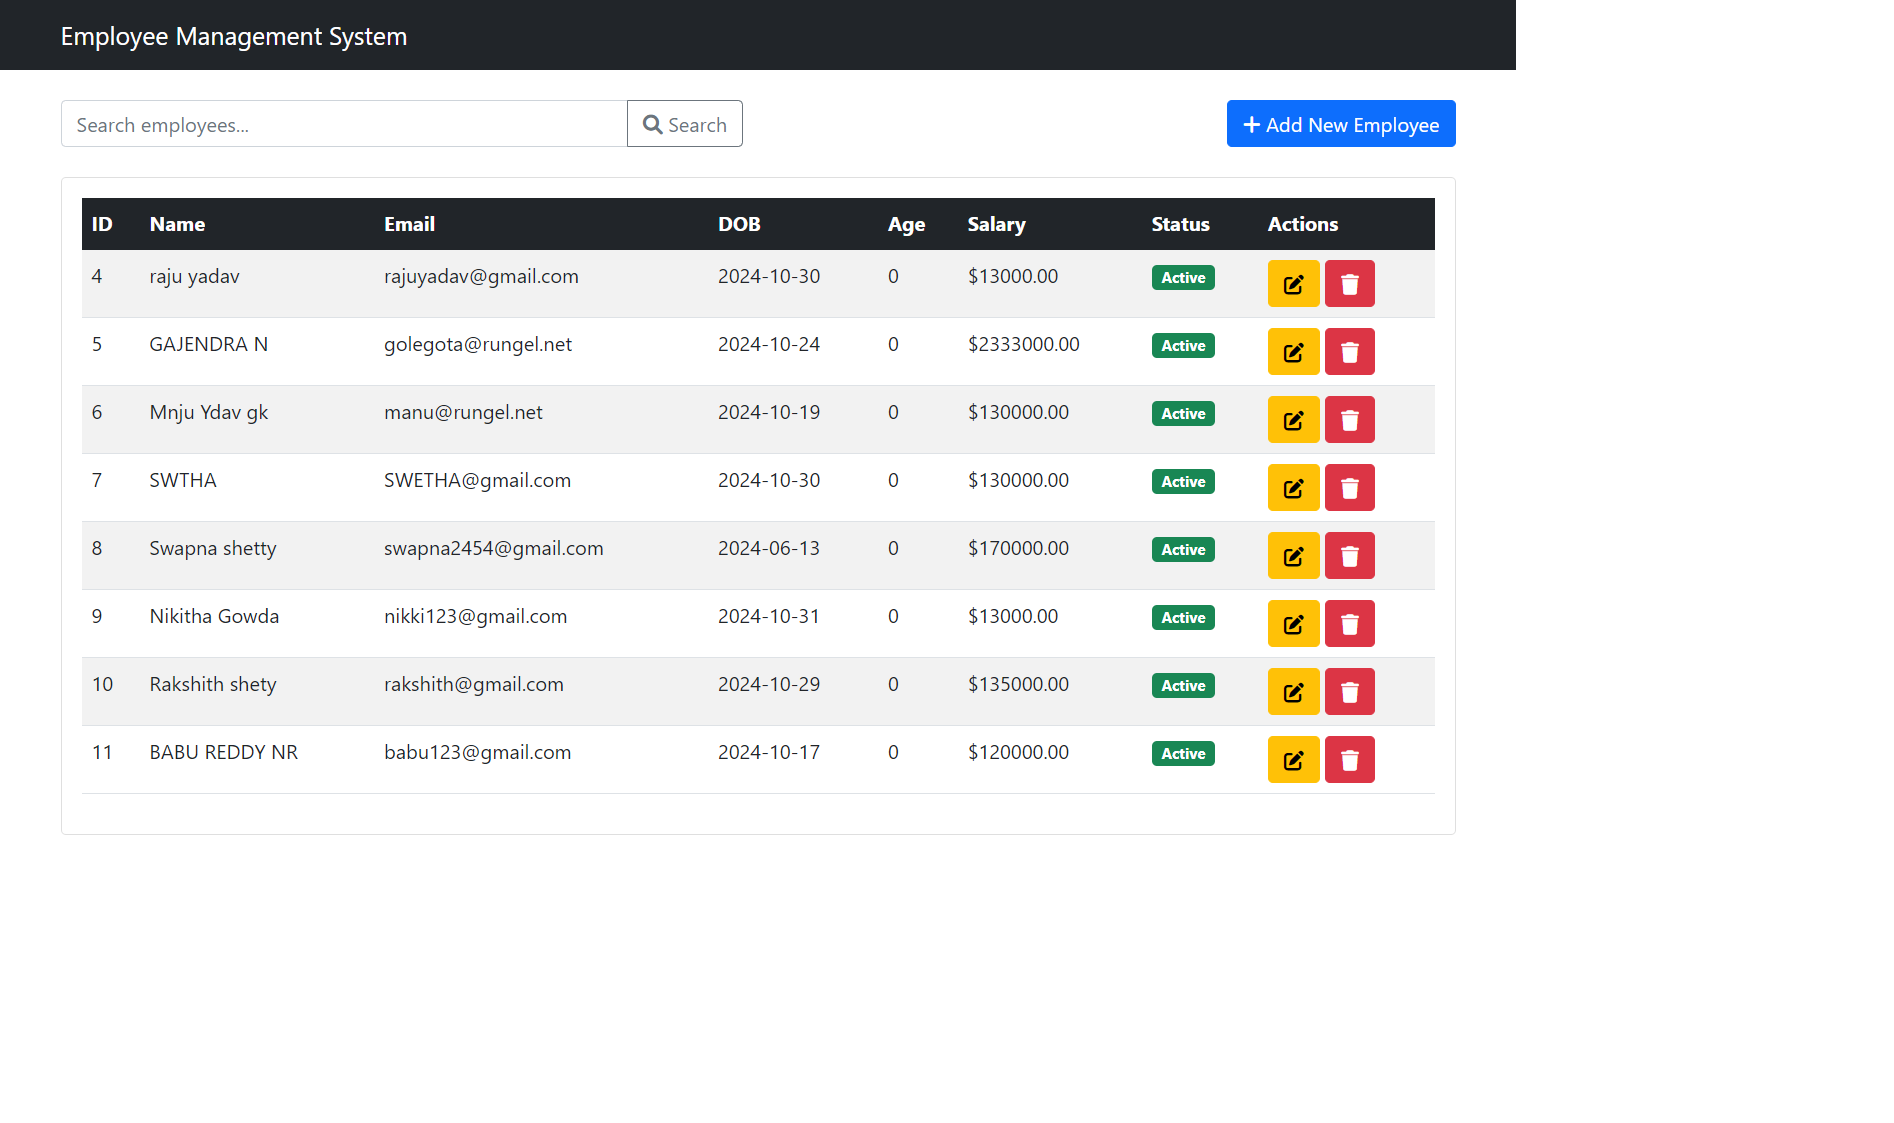 Employee Management System
Search employees... Search Add New Employee
ID Name Email DOB Age Salary Status Actions
4 raju yadav rajuyadav@gmail.com 2024-10-30 0 $13000.00 Active
5 GAJENDRA N golegota@rungel.net 2024-10-24 0 $2333000.00 Active
6 Mnju Ydav gk manu@rungel.net 2024-10-19 0 $130000.00 Active
7 SWTHA SWETHA@gmail.com 2024-10-30 0 $130000.00 Active
8 Swapna shetty swapna2454@gmail.com 2024-06-13 0 $170000.00 Active
9 Nikitha Gowda nikki123@gmail.com 2024-10-31 0 $13000.00 Active
10 Rakshith shety rakshith@gmail.com 2024-10-29 0 $135000.00 Active
11 BABU REDDY NR babu123@gmail.com 2024-10-17 0 $120000.00 Active